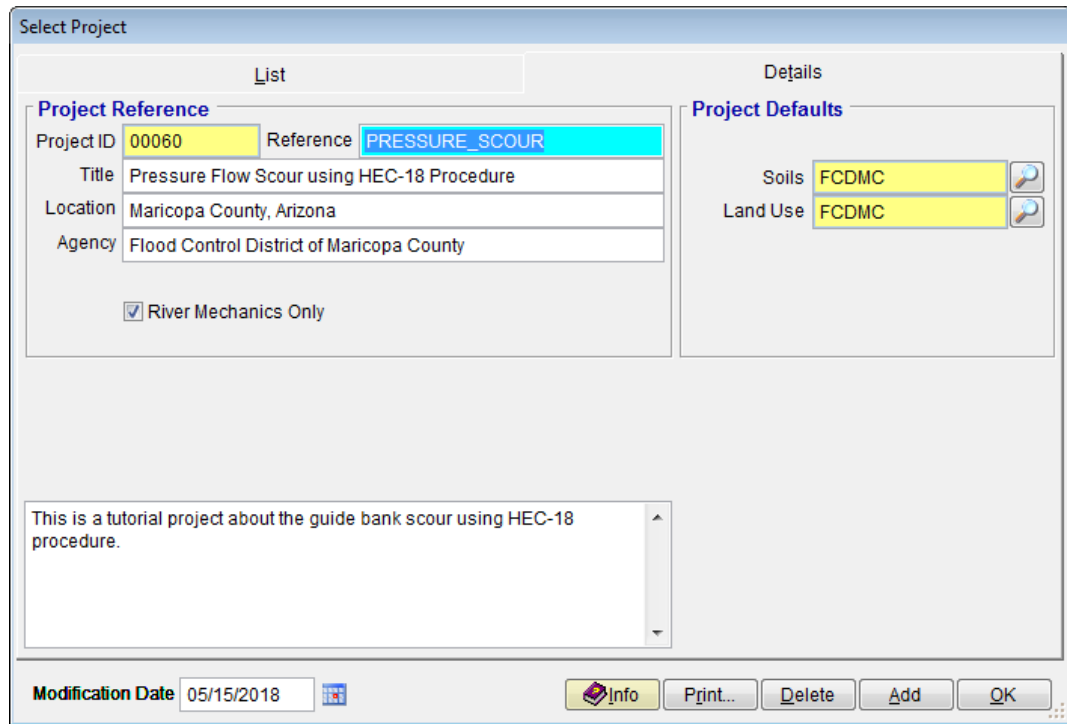 Select Project
List
Details
Project Reference
Project ID 00060 Reference PRESSURE_SCOUR
Title Pressure Flow Scour using HEC-18 Procedure
Location Maricopa County, Arizona
Agency Flood Control District of Maricopa County
River Mechanics Only
Project Defaults
Soils FCDMC
Land Use FCDMC
This is a tutorial project about the guide bank scour using HEC-18
procedure.
Modification Date 05/15/2018
Info Print... Delete Add OK